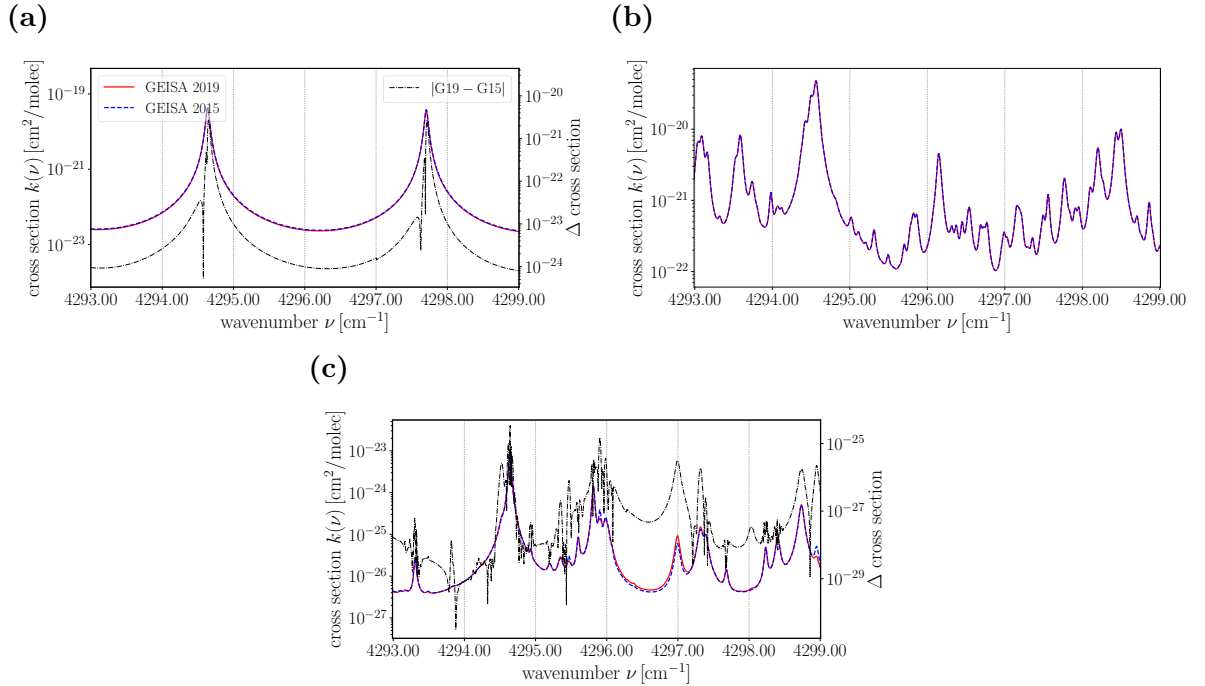 (a)
(b)
cross section k(ν) [cm²/molec]
10⁻¹⁹
10⁻²¹
10⁻²³
GEISA 2019
GEISA 2015
|G19 − G15|
10⁻²⁰
10⁻²¹
10⁻²²
10⁻²³
10⁻²⁴
Δ cross section
4293.00 4294.00 4295.00 4296.00 4297.00 4298.00 4299.00
wavenumber ν [cm⁻¹]
cross section k(ν) [cm²/molec]
10⁻²⁰
10⁻²¹
10⁻²²
4293.00 4294.00 4295.00 4296.00 4297.00 4298.00 4299.00
wavenumber ν [cm⁻¹]
(c)
cross section k(ν) [cm²/molec]
10⁻²³
10⁻²⁴
10⁻²⁵
10⁻²⁶
10⁻²⁷
10⁻²⁵
10⁻²⁷
10⁻²⁹
Δ cross section
4293.00 4294.00 4295.00 4296.00 4297.00 4298.00 4299.00
wavenumber ν [cm⁻¹]